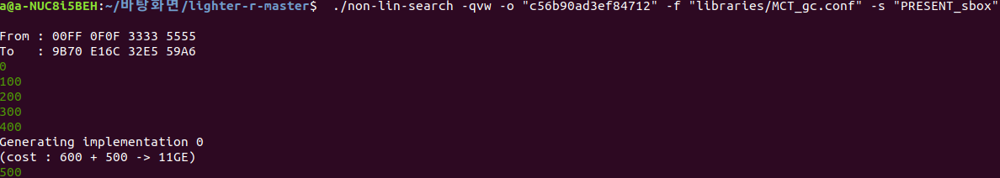 a@a-NUC8i5BEH:~/바탕화면/lighter-r-master$  ./non-lin-search -qvw -o "c56b90ad3ef84712" -f "libraries/MCT_gc.conf" -s "PRESENT_sbox"
From : 00FF 0F0F 3333 5555
To   : 9B70 E16C 32E5 59A6
0
100
200
300
400
Generating implementation 0
(cost : 600 + 500 -> 11GE)
500